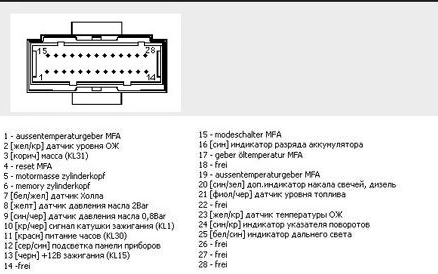 15 28
1 14
1 - aussentemperaturgeber MFA
2 [жел/кр] датчик уровня ОЖ
3 [корич] масса (KL31)
4 - reset MFA
5 - motormasse zylinderkopf
6 - memory zylinderkopf
7 [бел/жел] датчик Холла
8 [желт] датчик давления масла 2Bar
9 [син/чер] датчик давления масла 0,8Bar
10 [кр/чер] сигнал катушки зажигания (KL1)
11 [красн] питание часов (KL30)
12 [сер/син] подсветка панели приборов
13 [черн] +12В зажигания (KL15)
14 -frei
15 - modeschalter MFA
16 [син] индикатор разряда аккумулятора
17 - geber öltemperatur MFA
18 - frei
19 - aussentemperaturgeber MFA
20 [син/зел] доп.индикатор накала свечей, дизель
21 [фиол/чер] датчик уровня топлива
22 - frei
23 [жел/кр] датчик температуры ОЖ
24 [син/кр] индикатор указателя поворотов
25 [бел/син] индикатор дальнего света
26 - frei
27 - frei
28 - frei